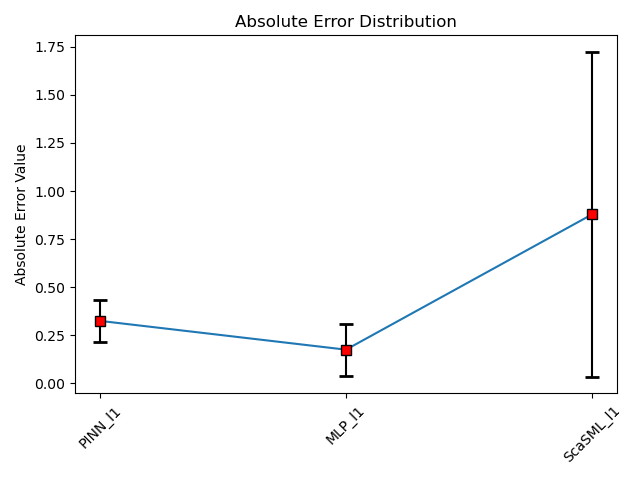 Absolute Error Distribution
Absolute Error Value
1.75
1.50
1.25
1.00
0.75
0.50
0.25
0.00
PINN_l1
MLP_l1
ScaSML_l1